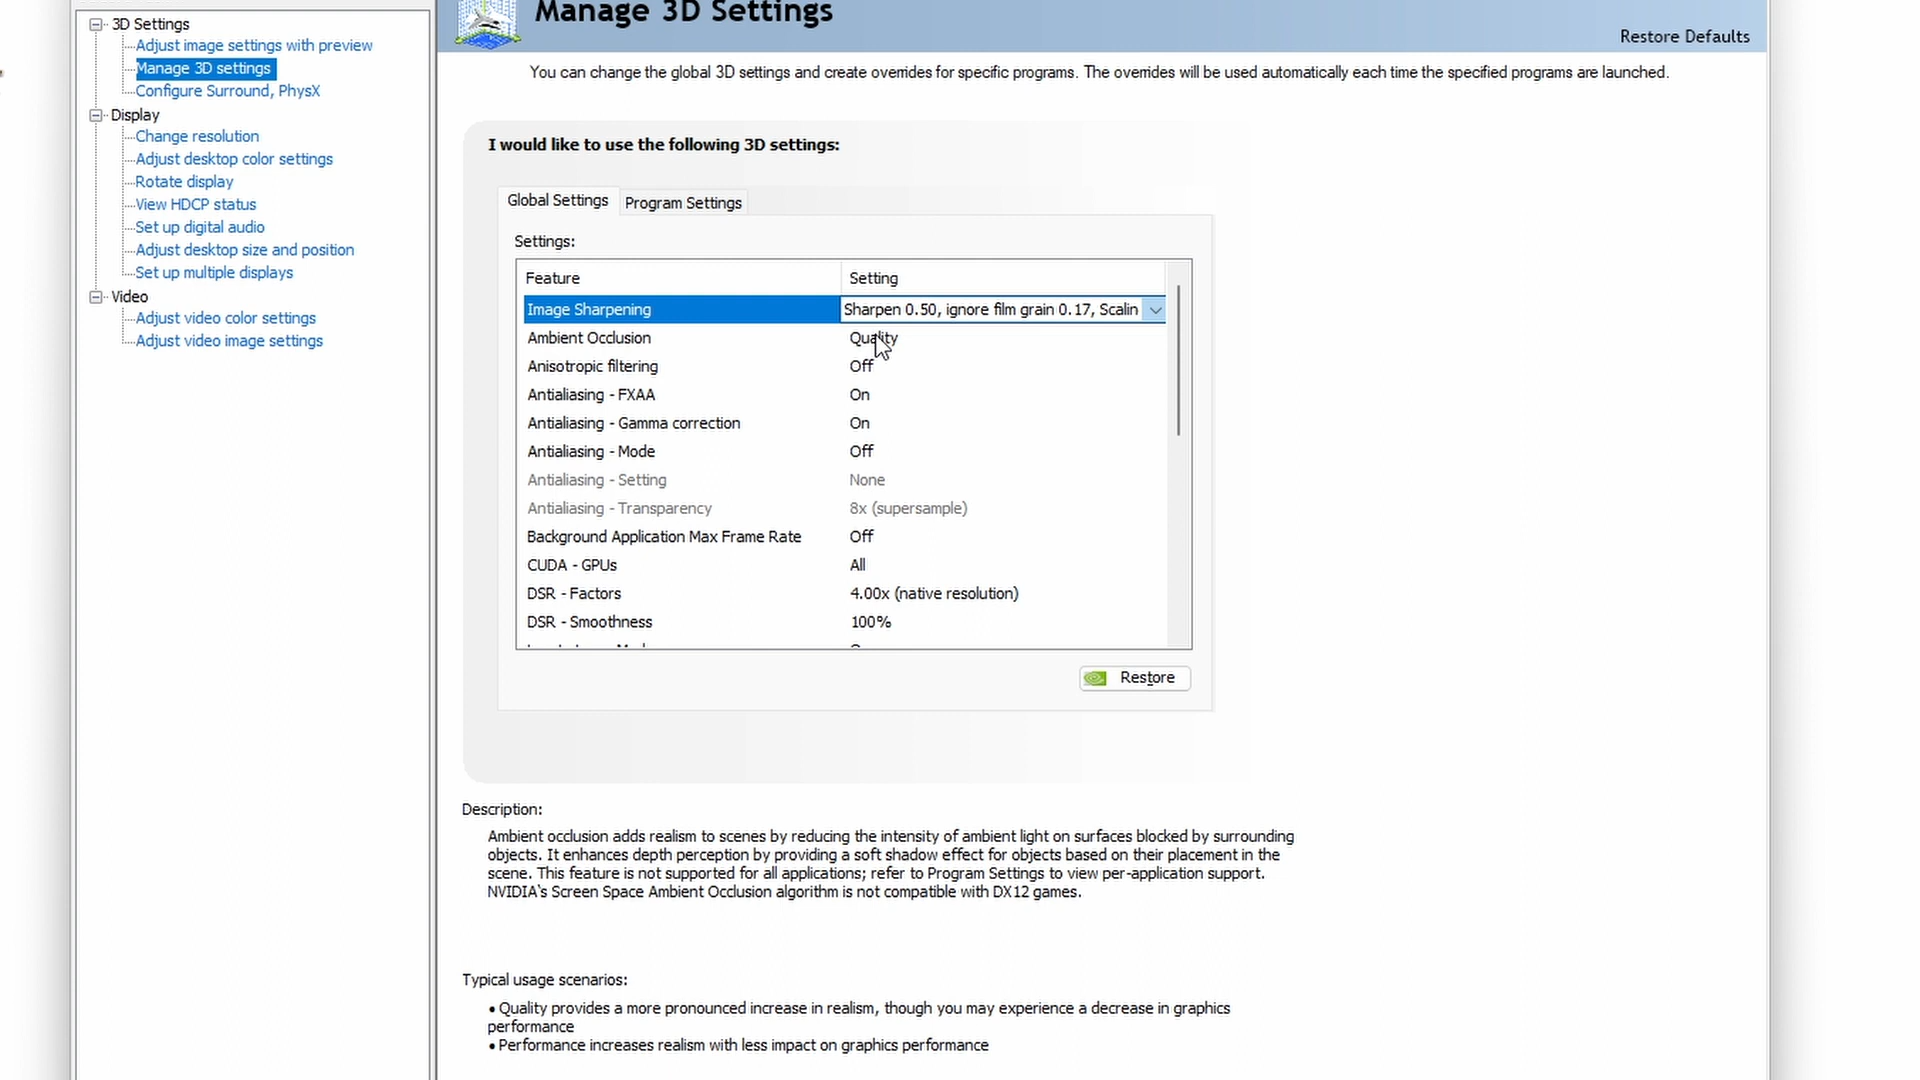 Manage 3D Settings
Restore Defaults
3D Settings
Adjust image settings with preview
Manage 3D settings
Configure Surround, PhysX
Display
Change resolution
Adjust desktop color settings
Rotate display
View HDCP status
Set up digital audio
Adjust desktop size and position
Set up multiple displays
Video
Adjust video color settings
Adjust video image settings
You can change the global 3D settings and create overrides for specific programs. The overrides will be used automatically each time the specified programs are launched.
I would like to use the following 3D settings:
Global Settings Program Settings
Settings:
Feature Setting
Image Sharpening Sharpen 0.50, ignore film grain 0.17, Scalin
Ambient Occlusion Quality
Anisotropic filtering Off
Antialiasing - FXAA On
Antialiasing - Gamma correction On
Antialiasing - Mode Off
Antialiasing - Setting None
Antialiasing - Transparency 8x (supersample)
Background Application Max Frame Rate Off
CUDA - GPUs All
DSR - Factors 4.00x (native resolution)
DSR - Smoothness 100%
Restore
Description:
Ambient occlusion adds realism to scenes by reducing the intensity of ambient light on surfaces blocked by surrounding
objects. It enhances depth perception by providing a soft shadow effect for objects based on their placement in the
scene. This feature is not supported for all applications; refer to Program Settings to view per-application support.
NVIDIA's Screen Space Ambient Occlusion algorithm is not compatible with DX12 games.
Typical usage scenarios:
• Quality provides a more pronounced increase in realism, though you may experience a decrease in graphics
performance
• Performance increases realism with less impact on graphics performance